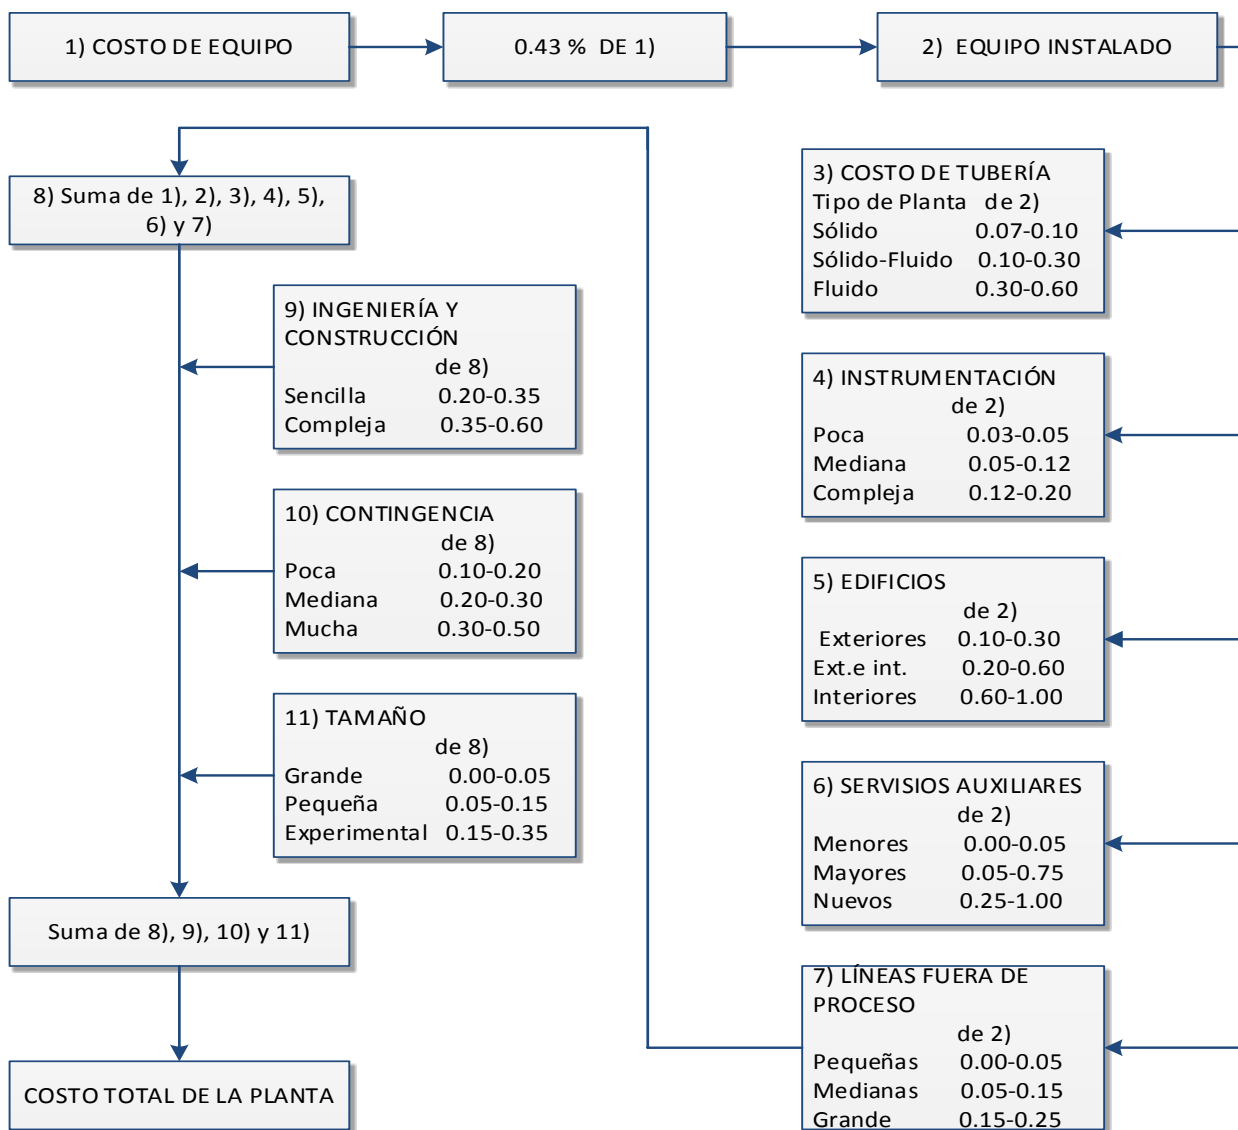 1) COSTO DE EQUIPO
0.43 % DE 1)
2) EQUIPO INSTALADO
3) COSTO DE TUBERÍA
Tipo de Planta de 2)
Sólido 0.07-0.10
Sólido-Fluido 0.10-0.30
Fluido 0.30-0.60
4) INSTRUMENTACIÓN
de 2)
Poca 0.03-0.05
Mediana 0.05-0.12
Compleja 0.12-0.20
5) EDIFICIOS
de 2)
Exteriores 0.10-0.30
Ext.e int. 0.20-0.60
Interiores 0.60-1.00
6) SERVISIOS AUXILIARES
de 2)
Menores 0.00-0.05
Mayores 0.05-0.75
Nuevos 0.25-1.00
7) LÍNEAS FUERA DE
PROCESO
de 2)
Pequeñas 0.00-0.05
Medianas 0.05-0.15
Grande 0.15-0.25
8) Suma de 1), 2), 3), 4), 5),
6) y 7)
9) INGENIERÍA Y
CONSTRUCCIÓN
de 8)
Sencilla 0.20-0.35
Compleja 0.35-0.60
10) CONTINGENCIA
de 8)
Poca 0.10-0.20
Mediana 0.20-0.30
Mucha 0.30-0.50
11) TAMAÑO
de 8)
Grande 0.00-0.05
Pequeña 0.05-0.15
Experimental 0.15-0.35
Suma de 8), 9), 10) y 11)
COSTO TOTAL DE LA PLANTA